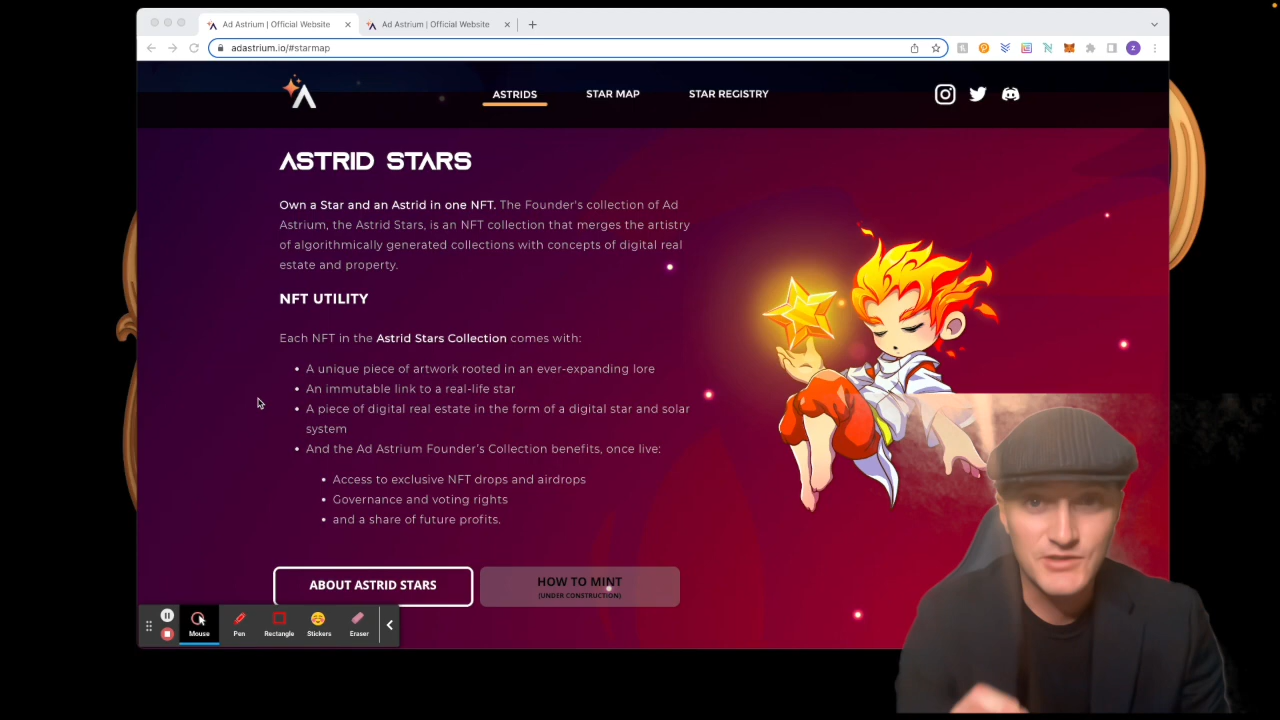 Ad Astrium | Official Website
Ad Astrium | Official Website
adastrium.io/#starmap
z
ASTRIDS
STAR MAP
STAR REGISTRY
ASTRID STARS
Own a Star and an Astrid in one NFT. The Founder's collection of Ad
Astrium, the Astrid Stars, is an NFT collection that merges the artistry
of algorithmically generated collections with concepts of digital real
estate and property.
NFT UTILITY
Each NFT in the Astrid Stars Collection comes with:
A unique piece of artwork rooted in an ever-expanding lore
An immutable link to a real-life star
A piece of digital real estate in the form of a digital star and solar
system
And the Ad Astrium Founder's Collection benefits, once live:
Access to exclusive NFT drops and airdrops
Governance and voting rights
and a share of future profits.
ABOUT ASTRID STARS
HOW TO MINT
(UNDER CONSTRUCTION)
Mouse
Pen
Rectangle
Stickers
Eraser